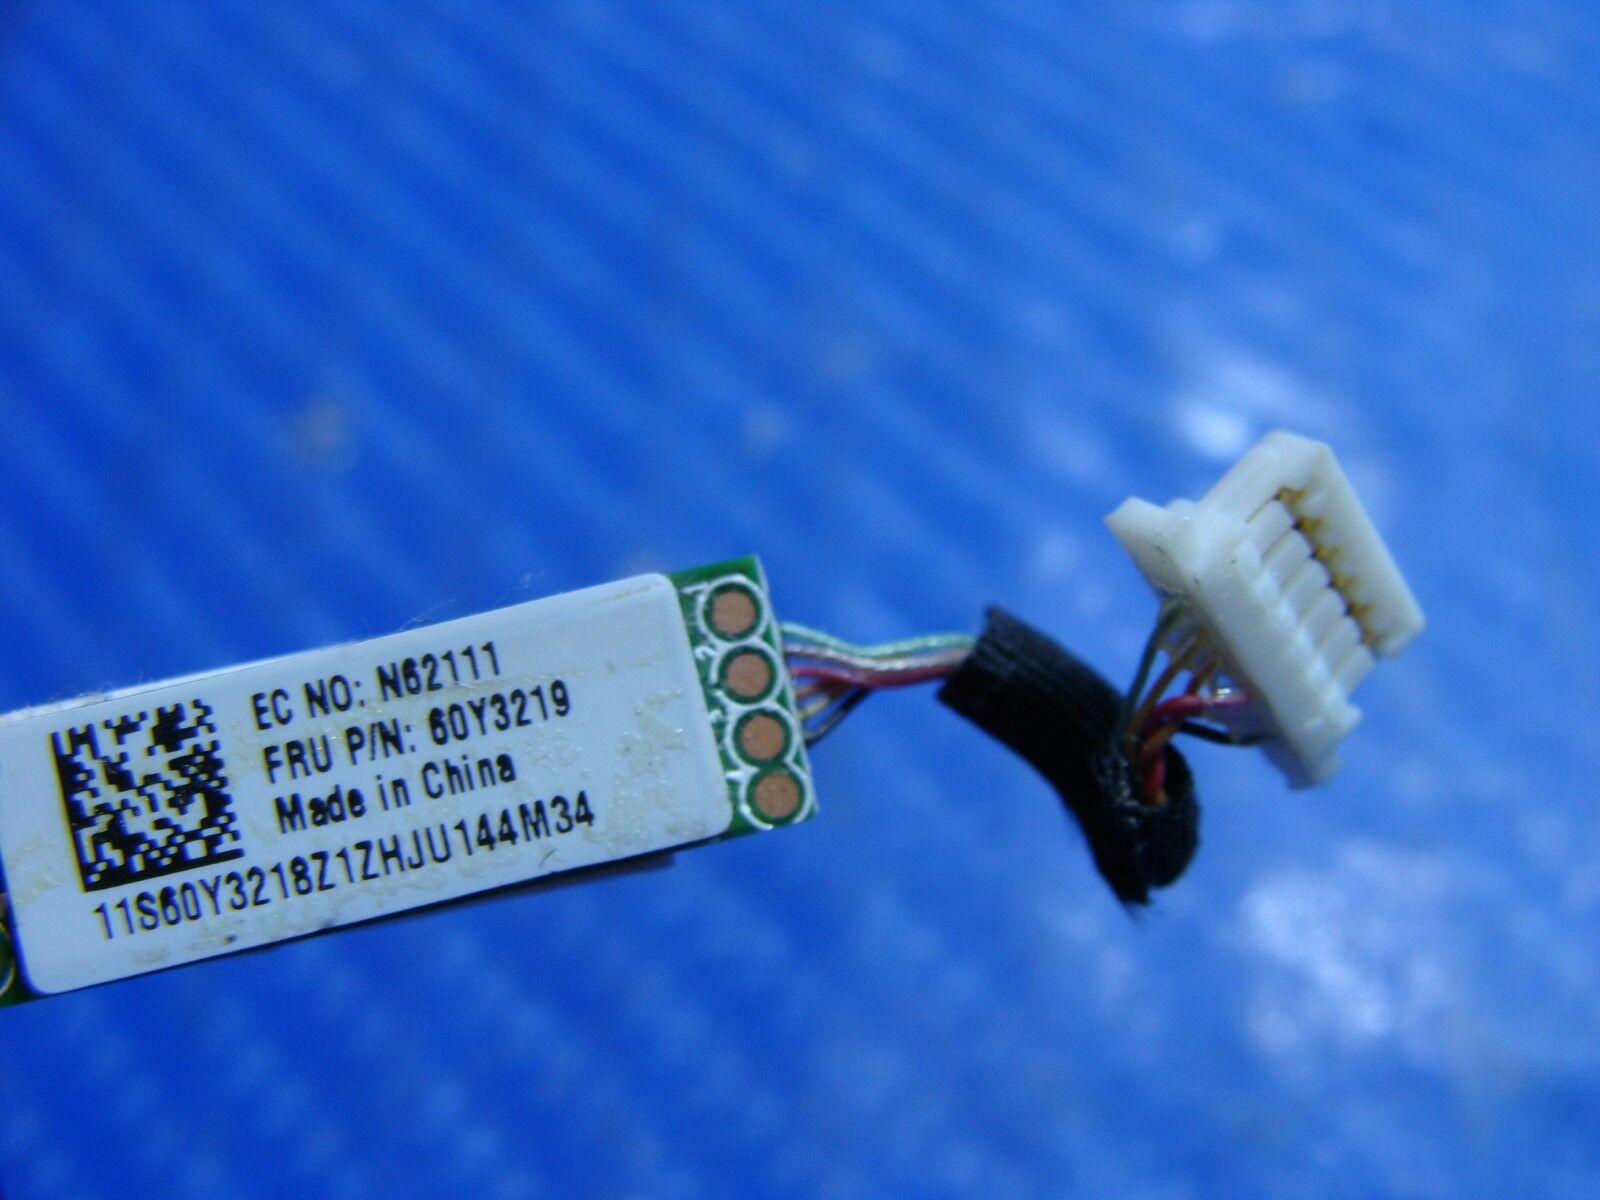 EC NO: N62111
FRU P/N: 60Y3219
Made in China
11S60Y3218Z1ZHJU144M34